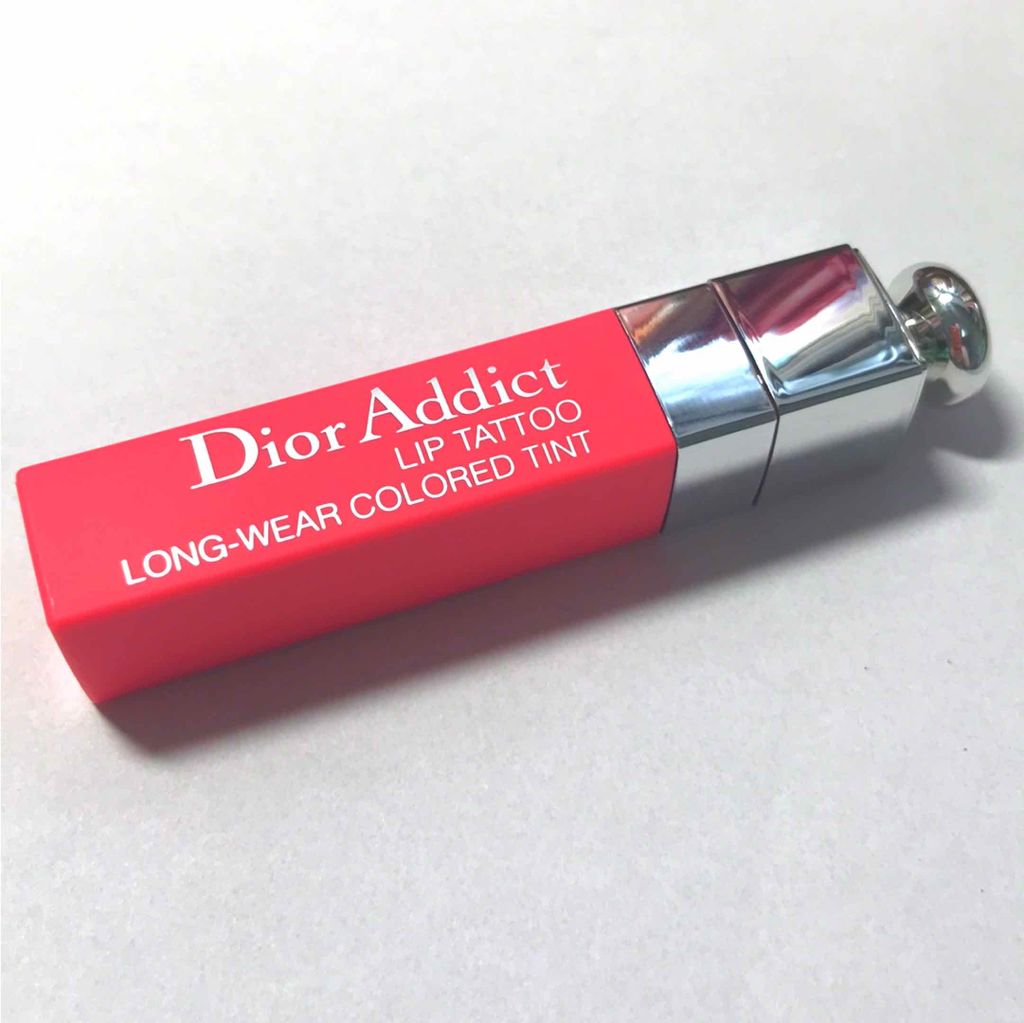 Dior Addict
LIP TATTOO
LONG-WEAR COLORED TINT